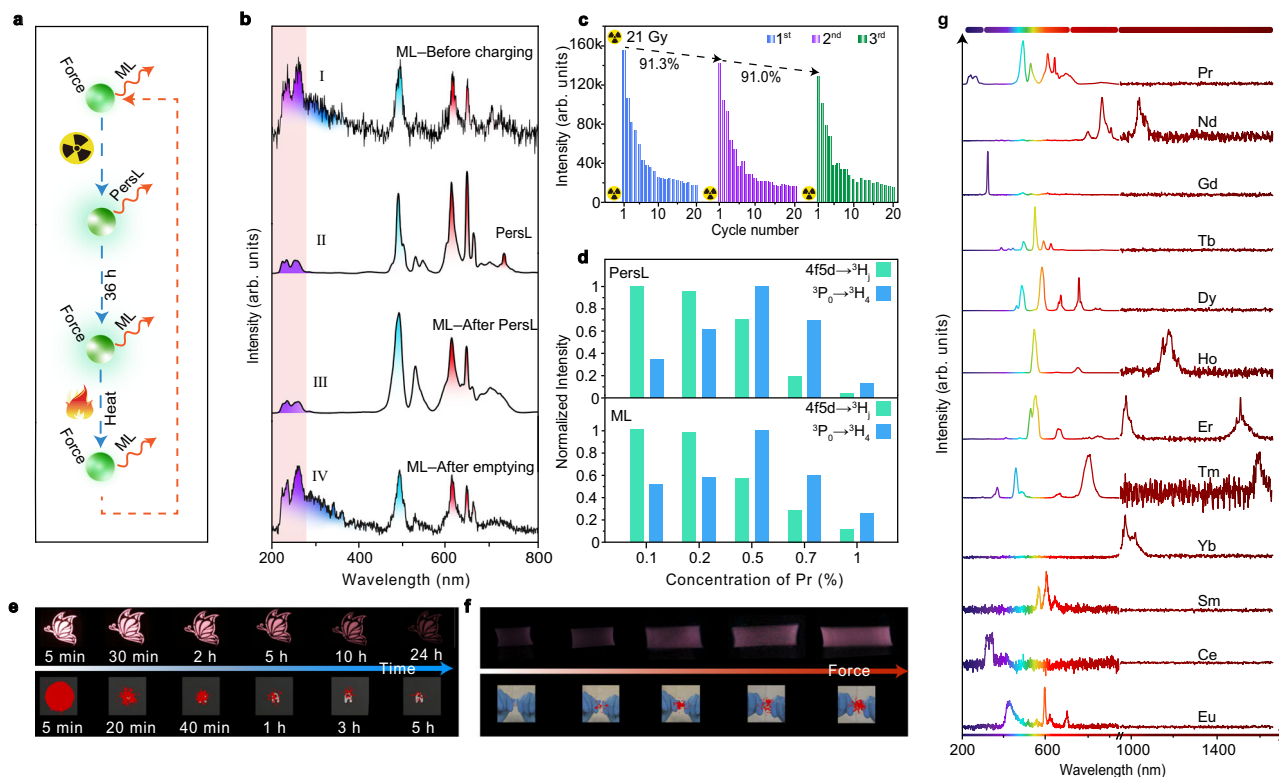 a
Force
ML
PersL
36 h
Force
ML
Heat
Force
ML
b
ML–Before charging
I
II
PersL
ML–After PersL
III
ML–After emptying
IV
Intensity (arb. units)
200 300 400 500 600 700 800
Wavelength (nm)
c
21 Gy
1st 2nd 3rd
91.3%
91.0%
160k
120k
80k
40k
Intensity (arb. units)
1 10 20 1 10 20 1 10 20
Cycle number
d
PersL
4f5d→³Hj
³P₀→³H₄
1
0.8
0.6
0.4
0.2
0
ML
4f5d→³Hj
³P₀→³H₄
1
0.8
0.6
0.4
0.2
0
Normalized Intensity
0.1 0.2 0.5 0.7 1
Concentration of Pr (%)
e
5 min 30 min 2 h 5 h 10 h 24 h
Time
5 min 20 min 40 min 1 h 3 h 5 h
f
Force
g
Pr
Nd
Gd
Tb
Dy
Ho
Er
Tm
Yb
Sm
Ce
Eu
Intensity (arb. units)
200 600 1000 1400
Wavelength (nm)